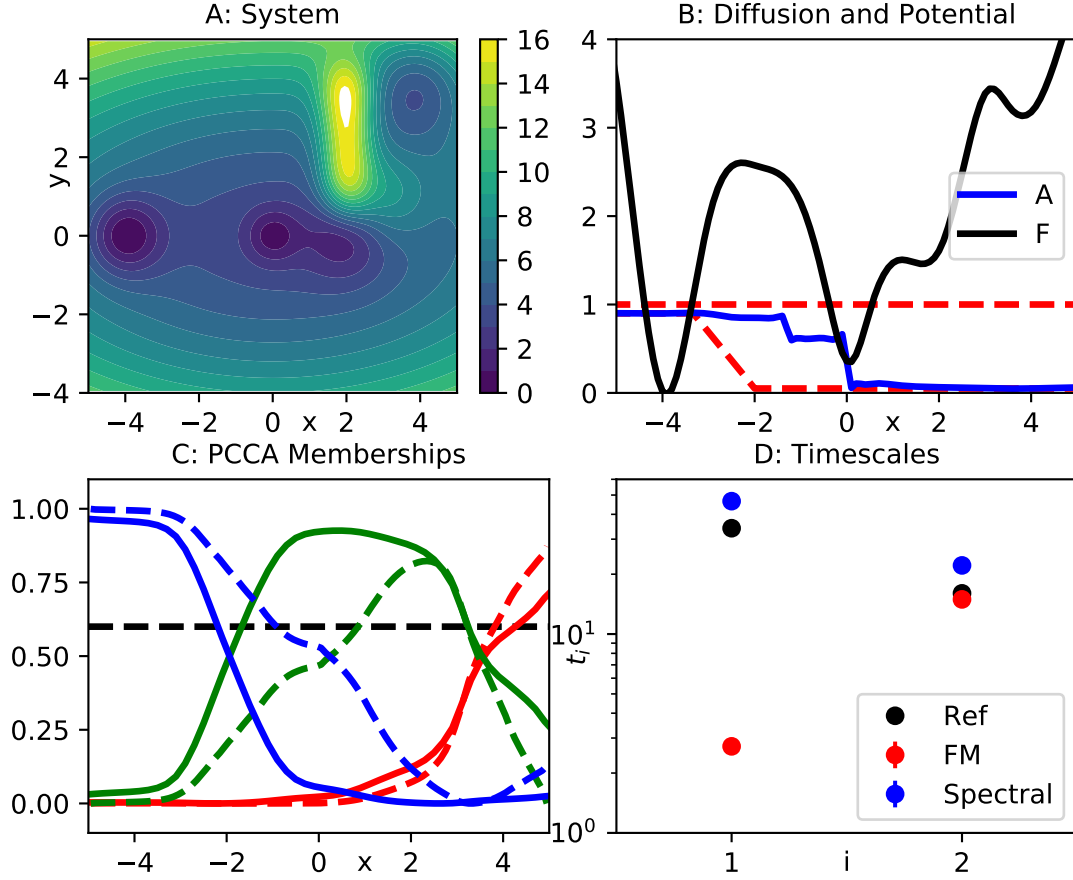 A: System
4
2
0
−2
−4
y
−4
−2
0
x
2
4
16
14
12
10
8
6
4
2
0
B: Diffusion and Potential
4
3
2
1
0
−4
−2
0
x
2
4
A
F
C: PCCA Memberships
1.00
0.75
0.50
0.25
0.00
−4
−2
0
x
2
4
D: Timescales
10¹
10⁰
t_i
1
i
2
Ref
FM
Spectral